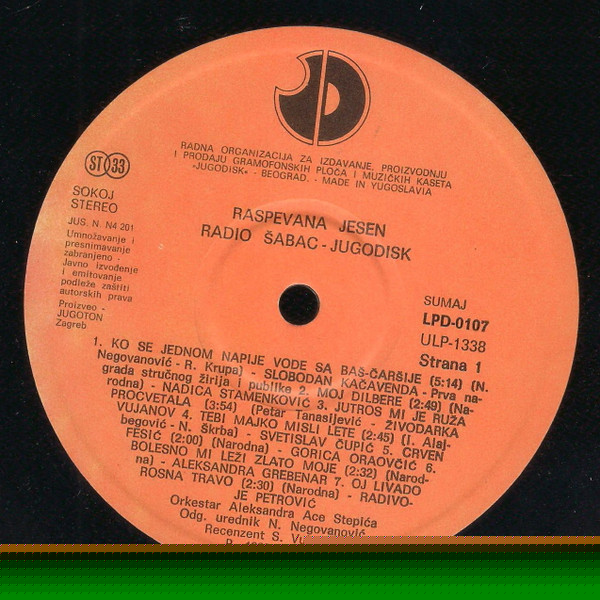 RADNA ORGANIZACIJA ZA IZDAVANJE, PROIZVODNJU
I PRODAJU GRAMOFONSKIH PLOČA I MUZIČKIH KASETA
»JUGODISK« - BEOGRAD. - MADE IN YUGOSLAVIA
ST 33
SOKOJ
STEREO
JUS. N. N4 201
Umnožavanje i
presnimavanje
zabranjeno -
Javno izvođenje
i emitovanje
podleže zaštiti
autorskih prava
Proizveo -
JUGOTON
Zagreb
RASPEVANA JESEN
RADIO ŠABAC - JUGODISK
SUMAJ
LPD-0107
ULP-1338
Strana 1
1. KO SE JEDNOM NAPIJE VODE SA BAŠ-ČARŠIJE (5:14) (N.
Negovanović - R. Krupa) - SLOBODAN KAČAVENDA - Prva na-
grada stručnog žirija i publike 2. MOJ DILBERE (2:49) (Na-
rodna) - NADICA STAMENKOVIĆ 3. JUTROS MI JE RUŽA
PROCVETALA (3:54) (Petar Tanasijević - ŽIVODARKA
VUJANOV 4. TEBI MAJKO MISLI LETE (2:45) (I. Alaj-
begović - N. Škrba) - SVETISLAV ČUPIĆ 5. CRVEN
FESIĆ (2:00) (Narodna) - GORICA ORAOVČIĆ 6.
BOLESNO MI LEŽI ZLATO MOJE (2:32) (Narod-
na) - ALEKSANDRA GREBENAR 7. OJ LIVADO
ROSNA TRAVO (2:30) (Narodna) - RADIVO-
JE PETROVIĆ
Orkestar Aleksandra Ace Stepića
Odg. urednik N. Negovanović
Recenzent S.